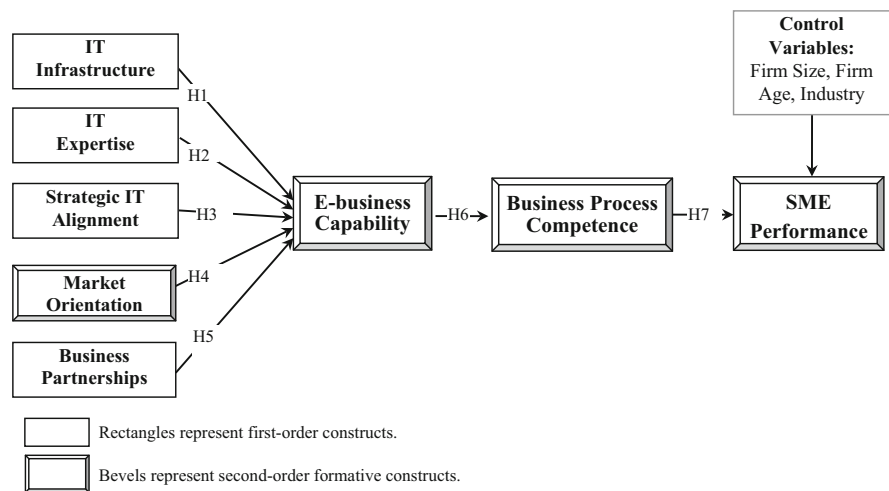 IT
Infrastructure
IT
Expertise
Strategic IT
Alignment
Market
Orientation
Business
Partnerships
H1
H2
H3
H4
H5
E-business
Capability
H6
Business Process
Competence
H7
Control
Variables:
Firm Size, Firm
Age, Industry
SME
Performance
Rectangles represent first-order constructs.
Bevels represent second-order formative constructs.